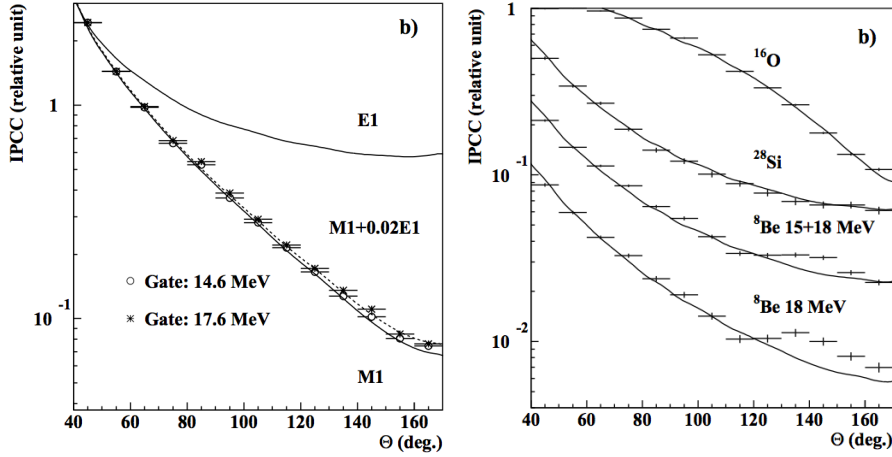 b)
IPCC (relative unit)
1
10⁻¹
E1
M1+0.02E1
Gate: 14.6 MeV
Gate: 17.6 MeV
M1
40 60 80 100 120 140 160
Θ (deg.)
b)
IPCC (relative unit)
1
10⁻¹
10⁻²
¹⁶O
²⁸Si
⁸Be 15+18 MeV
⁸Be 18 MeV
40 60 80 100 120 140 160
Θ (deg.)